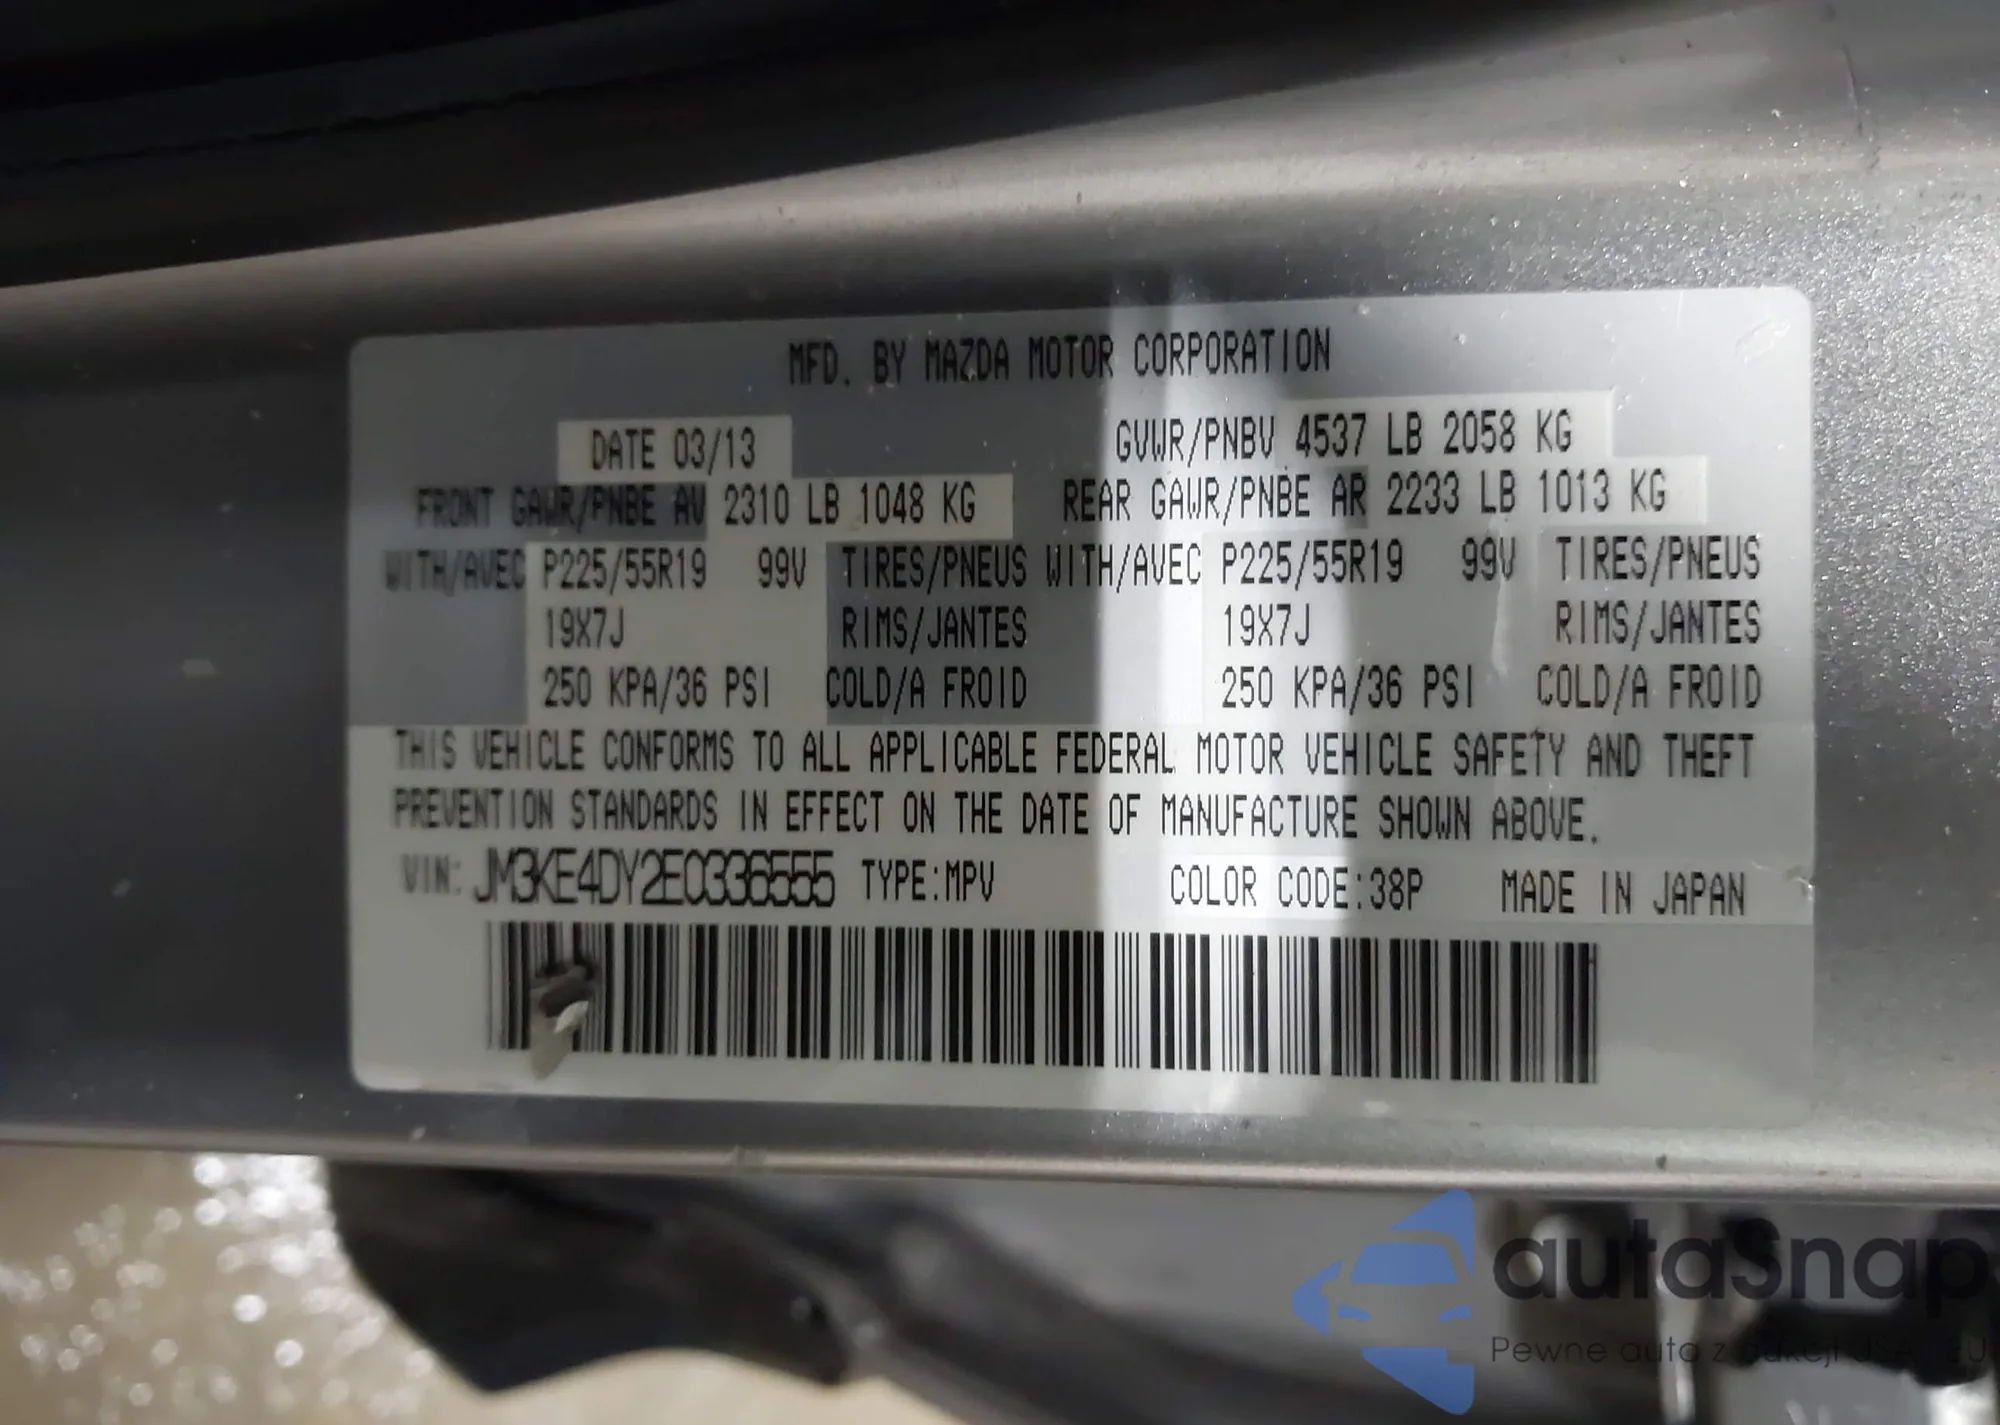 MFD. BY MAZDA MOTOR CORPORATION
DATE 03/13 GVWR/PNBV 4537 LB 2058 KG
FRONT GAWR/PNBE AV 2310 LB 1048 KG REAR GAWR/PNBE AR 2233 LB 1013 KG
WITH/AVEC P225/55R19 99V TIRES/PNEUS WITH/AVEC P225/55R19 99V TIRES/PNEUS
19X7J RIMS/JANTES 19X7J RIMS/JANTES
250 KPA/36 PSI COLD/A FROID 250 KPA/36 PSI COLD/A FROID
THIS VEHICLE CONFORMS TO ALL APPLICABLE FEDERAL MOTOR VEHICLE SAFETY AND THEFT
PREVENTION STANDARDS IN EFFECT ON THE DATE OF MANUFACTURE SHOWN ABOVE.
VIN: JM3KE4DY2E0336555 TYPE:MPV COLOR CODE:38P MADE IN JAPAN
autaSnap
Pewne auta z aukcji